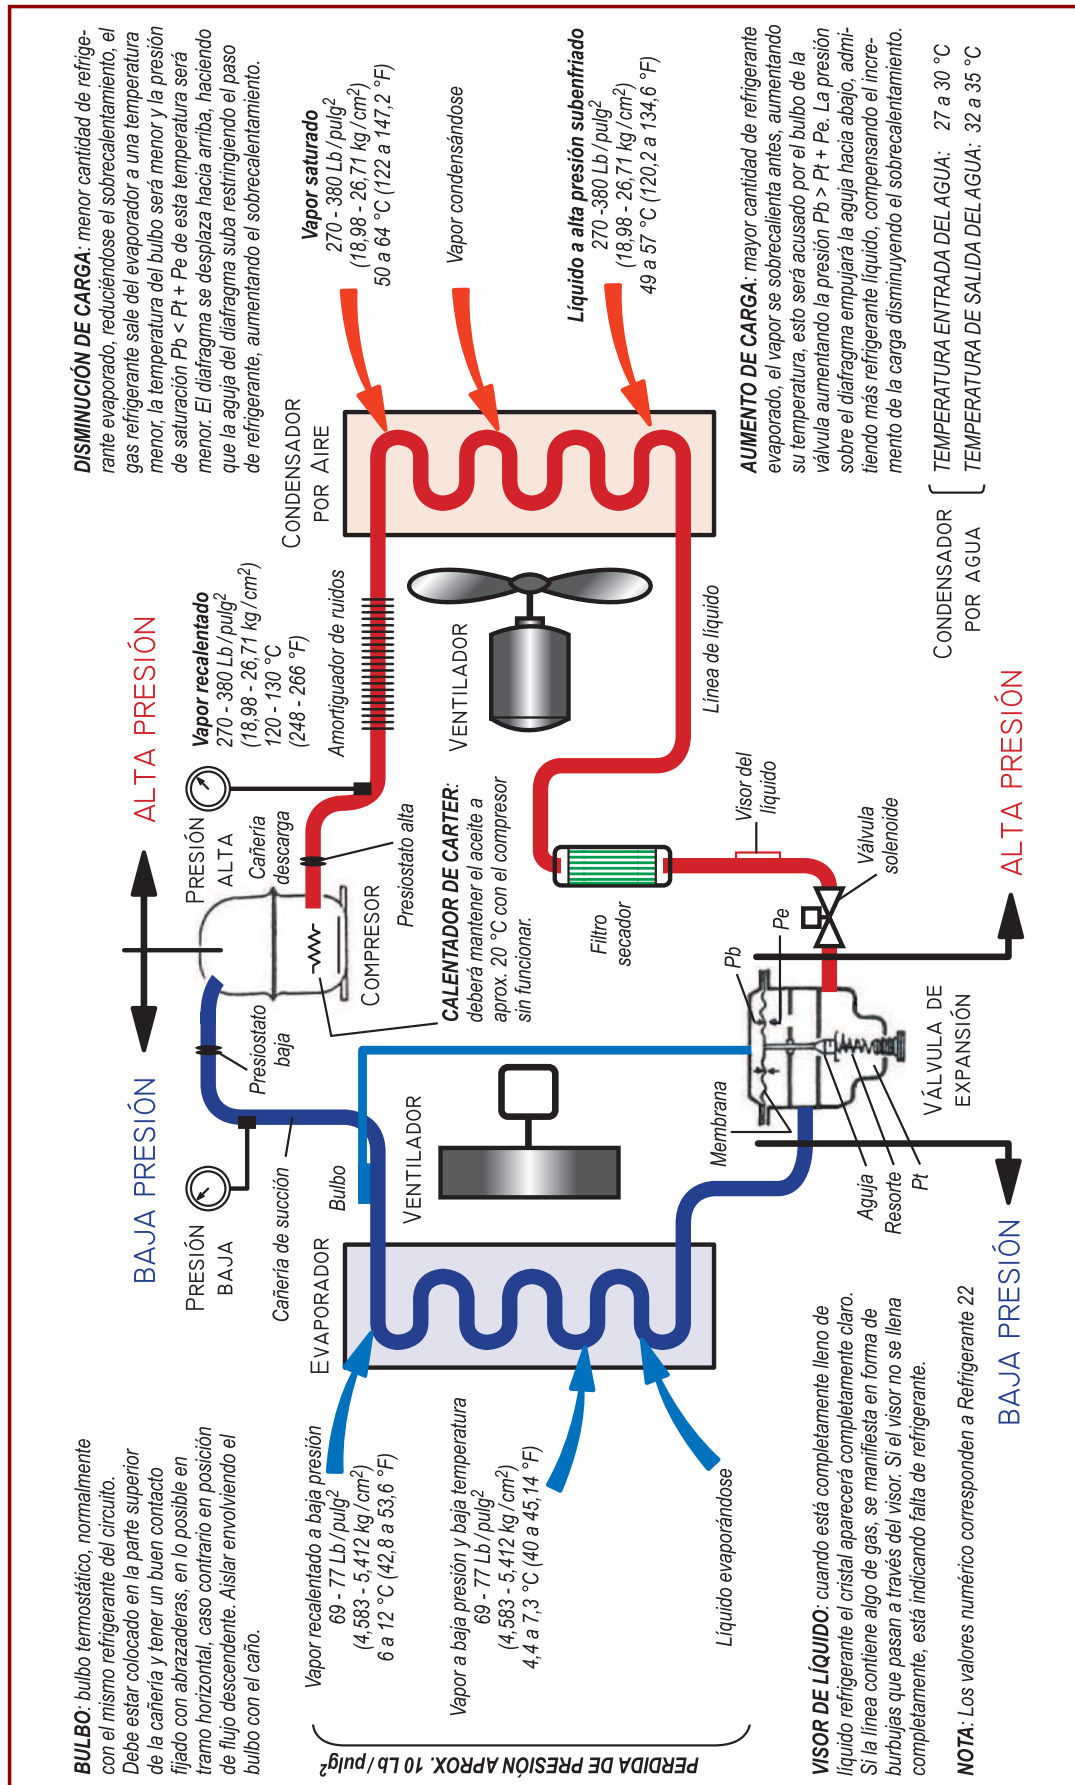 BULBO: bulbo termostático, normalmente
con el mismo refrigerante del circuito.
Debe estar colocado en la parte superior
de la cañería y tener un buen contacto
fijado con abrazaderas, en lo posible en
tramo horizontal, caso contrario en posición
de flujo descendente. Aislar envolviendo el
bulbo con el caño.
BAJA PRESIÓN
ALTA PRESIÓN
DISMINUCIÓN DE CARGA: menor cantidad de refrige-
rante evaporado, reduciéndose el sobrecalentamiento, el
gas refrigerante sale del evaporador a una temperatura
menor, la temperatura del bulbo será menor y la presión
de saturación Pb < Pt + Pe de esta temperatura será
menor. El diafragma se desplaza hacia arriba, haciendo
que la aguja del diafragma suba restringiendo el paso
de refrigerante, aumentando el sobrecalentamiento.
PRESIÓN
BAJA
Cañería de succión
Presiostato
baja
PRESIÓN
ALTA
Cañería
descarga
COMPRESOR
Presiostato alta
Vapor recalentado
270 - 380 Lb/pulg2
(18,98 - 26,71 kg/cm2)
120 - 130 °C
(248 - 266 °F)
Amortiguador de ruidos
CONDENSADOR
POR AIRE
Vapor saturado
270 - 380 Lb/pulg2
(18,98 - 26,71 kg/cm2)
50 a 64 °C (122 a 147,2 °F)
Vapor condensándose
Líquido a alta presión subenfriado
270 -380 Lb/pulg2
(18,98 - 26,71 kg/cm2)
49 a 57 °C (120,2 a 134,6 °F)
Vapor recalentado a baja presión
69 - 77 Lb/pulg2
(4,583 - 5,412 kg/cm2)
6 a 12 °C (42,8 a 53,6 °F)
Vapor a baja presión y baja temperatura
69 - 77 Lb/pulg2
(4,583 - 5,412 kg/cm2)
4,4 a 7,3 °C (40 a 45,14 °F)
Líquido evaporándose
PERDIDA DE PRESIÓN APROX. 10 Lb/pulg2
EVAPORADOR
Bulbo
VENTILADOR
CALENTADOR DE CARTER:
deberá mantener el aceite a
aprox. 20 °C con el compresor
sin funcionar.
VENTILADOR
Línea de líquido
Filtro
secador
Visor del
líquido
Válvula
solenoide
Membrana
Pb
Pe
Aguja
Resorte
Pt
VÁLVULA DE
EXPANSIÓN
VISOR DE LÍQUIDO: cuando está completamente lleno de
líquido refrigerante el cristal aparecerá completamente claro.
Si la línea contiene algo de gas, se manifiesta en forma de
burbujas que pasan a través del visor. Si el visor no se llena
completamente, está indicando falta de refrigerante.
NOTA: Los valores numérico corresponden a Refrigerante 22
BAJA PRESIÓN
ALTA PRESIÓN
AUMENTO DE CARGA: mayor cantidad de refrigerante
evaporado, el vapor se sobrecalienta antes, aumentando
su temperatura, esto será acusado por el bulbo de la
válvula aumentando la presión Pb > Pt + Pe. La presión
sobre el diafragma empujará la aguja hacia abajo, admi-
tiendo más refrigerante líquido, compensando el incre-
mento de la carga disminuyendo el sobrecalentamiento.
CONDENSADOR
POR AGUA
TEMPERATURA ENTRADA DEL AGUA: 27 a 30 °C
TEMPERATURA DE SALIDA DEL AGUA: 32 a 35 °C